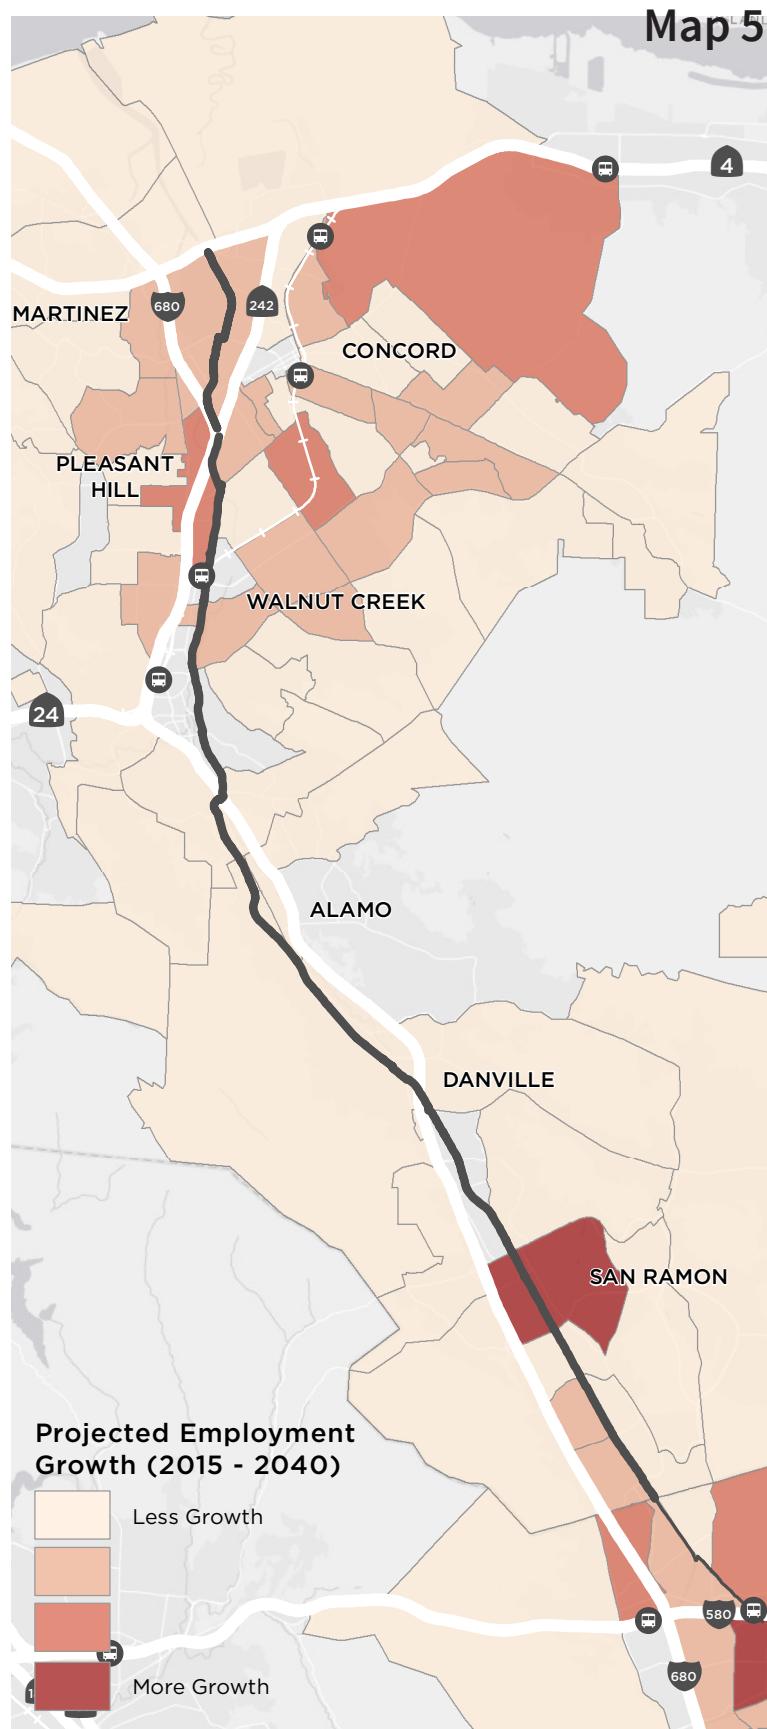 Map 5
4
MARTINEZ
680
242
CONCORD
PLEASANT
HILL
WALNUT CREEK
24
ALAMO
DANVILLE
SAN RAMON
Projected Employment
Growth (2015 - 2040)
Less Growth
580
More Growth
680